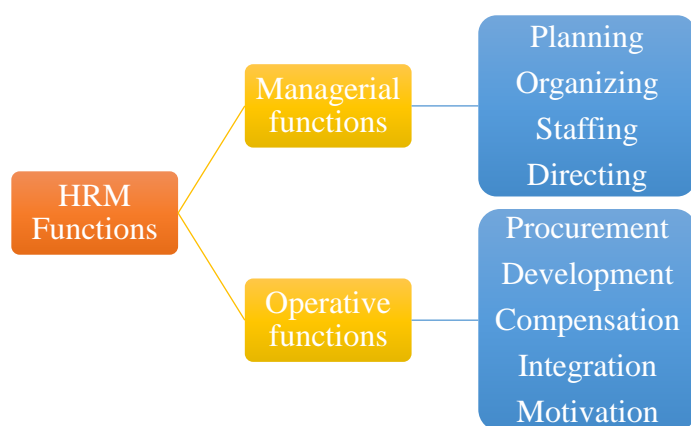 HRM
Functions
Managerial
functions
Planning
Organizing
Staffing
Directing
Operative
functions
Procurement
Development
Compensation
Integration
Motivation